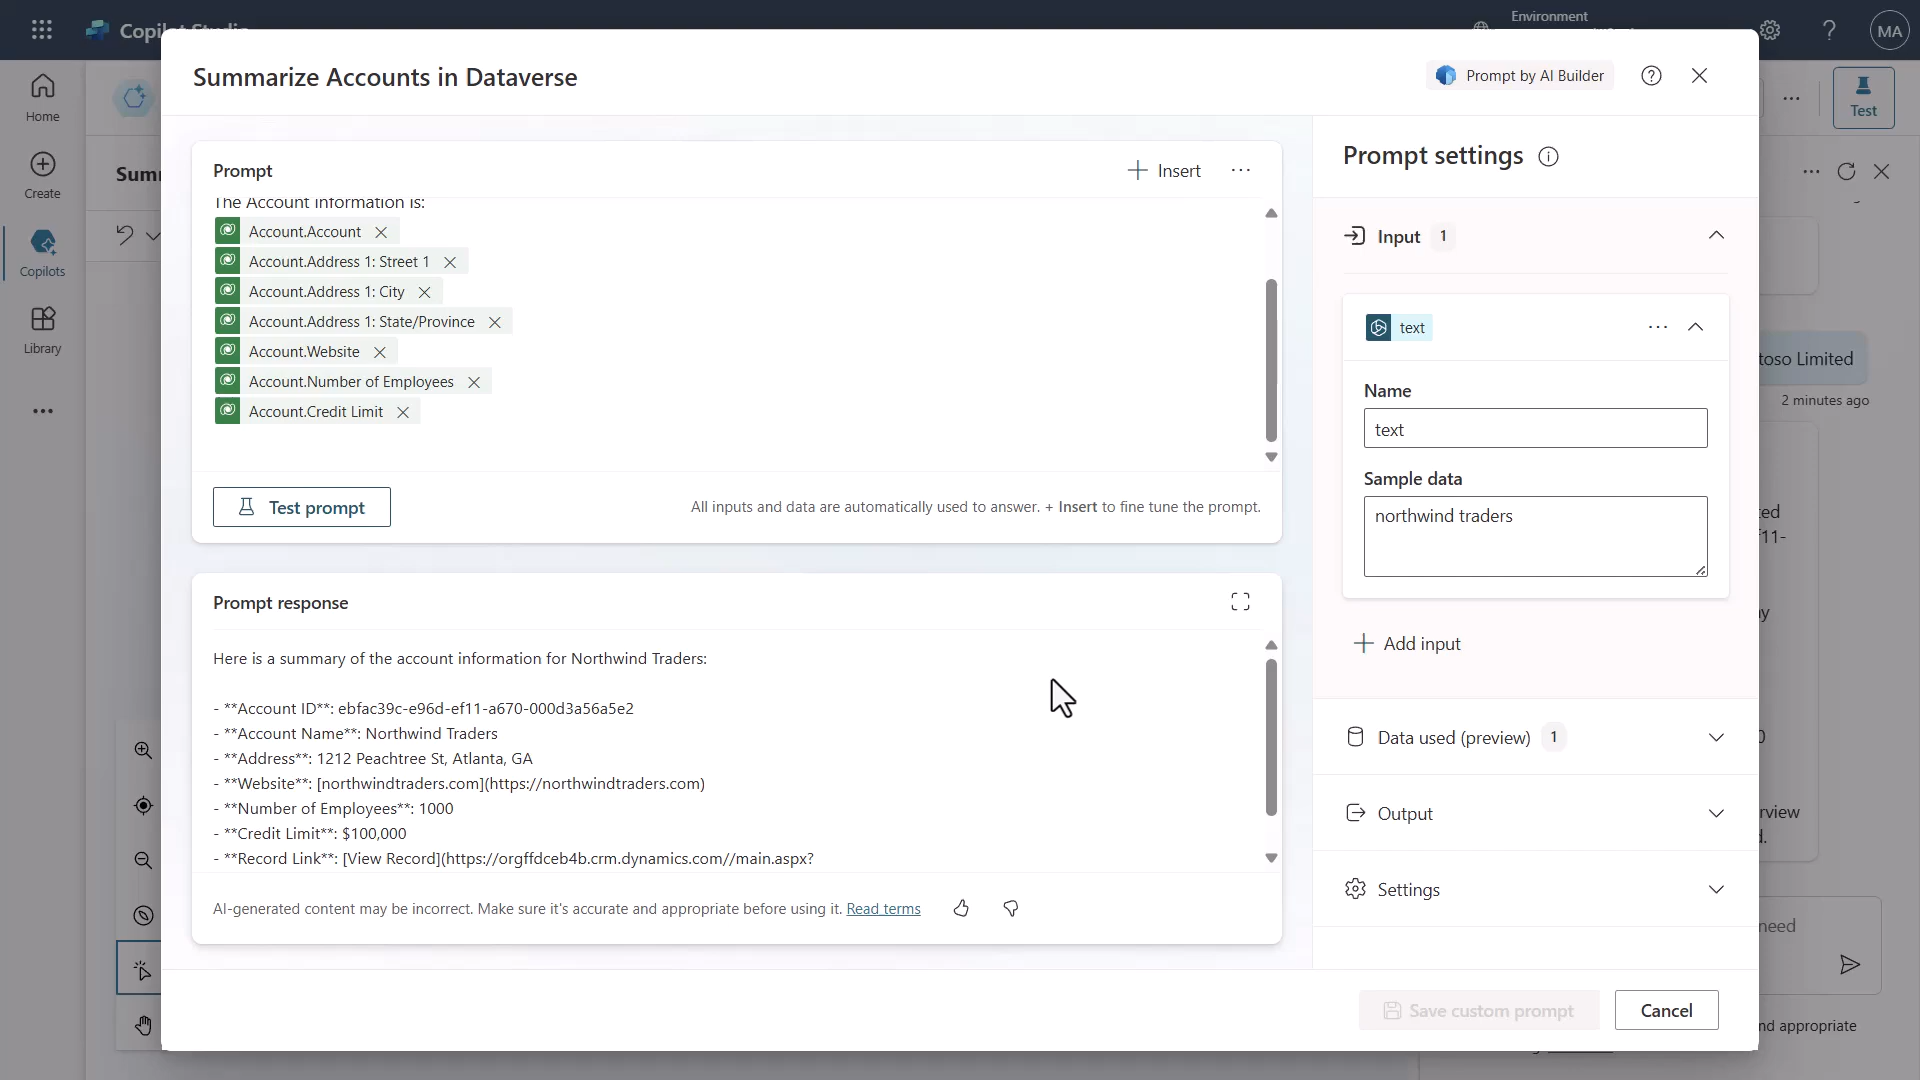 Environment
MA
Home
Create
Copilots
Library
Test
Summarize Accounts in Dataverse
Prompt by AI Builder
Prompt
Insert
The Account information is:
Account.Account
Account.Address 1: Street 1
Account.Address 1: City
Account.Address 1: State/Province
Account.Website
Account.Number of Employees
Account.Credit Limit
Test prompt
All inputs and data are automatically used to answer. + Insert to fine tune the prompt.
Prompt response
Here is a summary of the account information for Northwind Traders:
- **Account ID**: ebfac39c-e96d-ef11-a670-000d3a56a5e2
- **Account Name**: Northwind Traders
- **Address**: 1212 Peachtree St, Atlanta, GA
- **Website**: [northwindtraders.com](https://northwindtraders.com)
- **Number of Employees**: 1000
- **Credit Limit**: $100,000
- **Record Link**: [View Record](https://orgffdceb4b.crm.dynamics.com//main.aspx?
AI-generated content may be incorrect. Make sure it's accurate and appropriate before using it. Read terms
Prompt settings
Input 1
text
Name
text
Sample data
northwind traders
Add input
Data used (preview) 1
Output
Settings
Save custom prompt
Cancel
Limited
2 minutes ago
need
appropriate